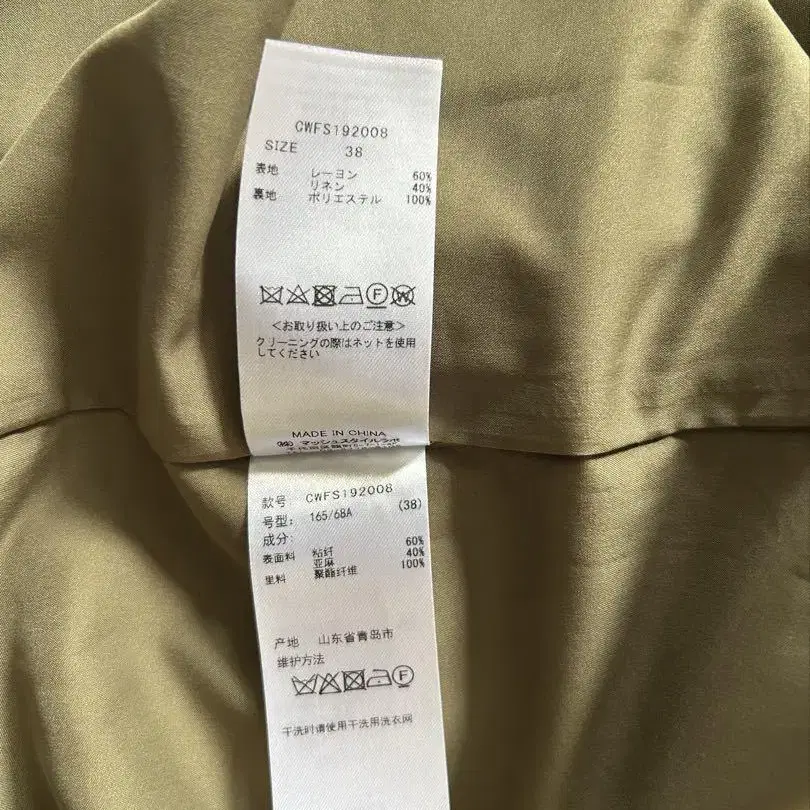 CWFS192008
SIZE 38
表地 レーヨン 60%
リネン 40%
裏地 ポリエステル 100%
F W
＜お取り扱い上のご注意＞
クリーニングの際はネットを使用
してください
MADE IN CHINA
(株) マッシュスタイルラボ
款号 CWFS192008
号型: 165/68A (38)
成分:
表面料 粘纤 60%
亚麻 40%
里料 聚酯纤维 100%
产地 山东省青岛市
维护方法
F
干洗时请使用干洗用洗衣网